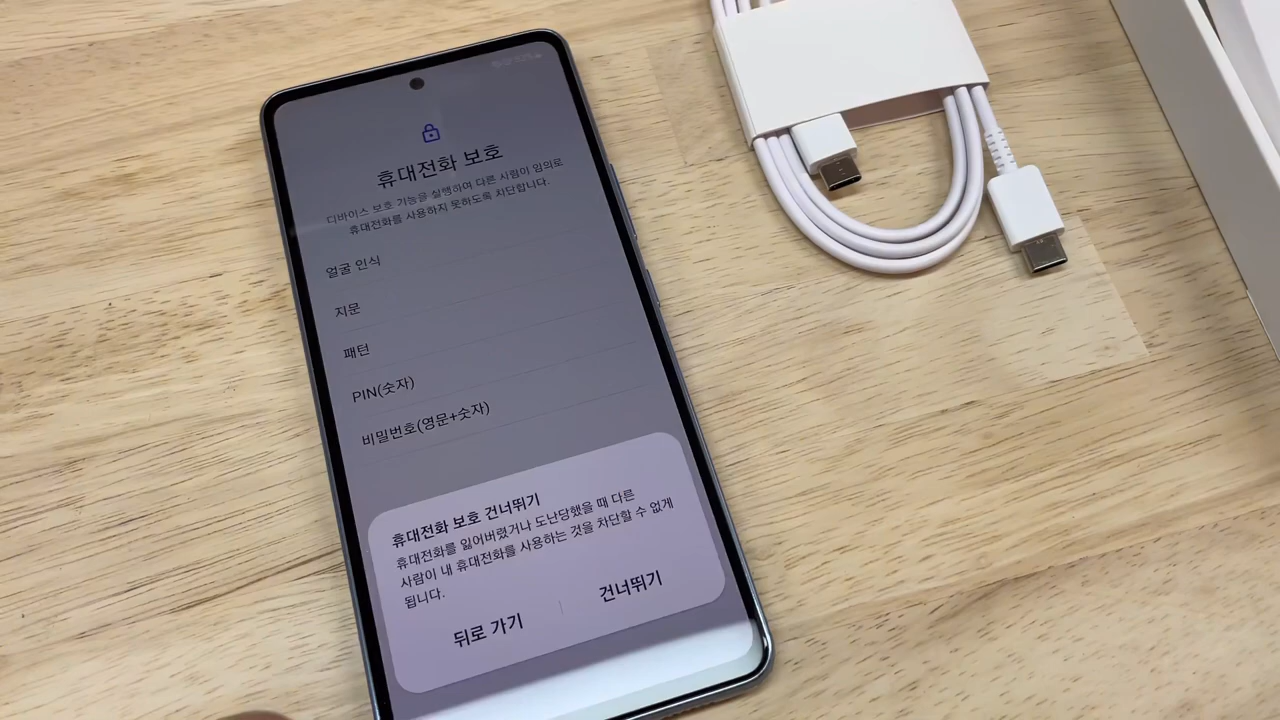 휴대전화 보호
디바이스 보호 기능을 실행하여 다른 사람이 임의로
휴대전화를 사용하지 못하도록 차단합니다.
얼굴 인식
지문
패턴
PIN(숫자)
비밀번호(영문+숫자)
휴대전화 보호 건너뛰기
휴대전화를 잃어버렸거나 도난당했을 때 다른
사람이 내 휴대전화를 사용하는 것을 차단할 수 없게
됩니다.
뒤로 가기
건너뛰기